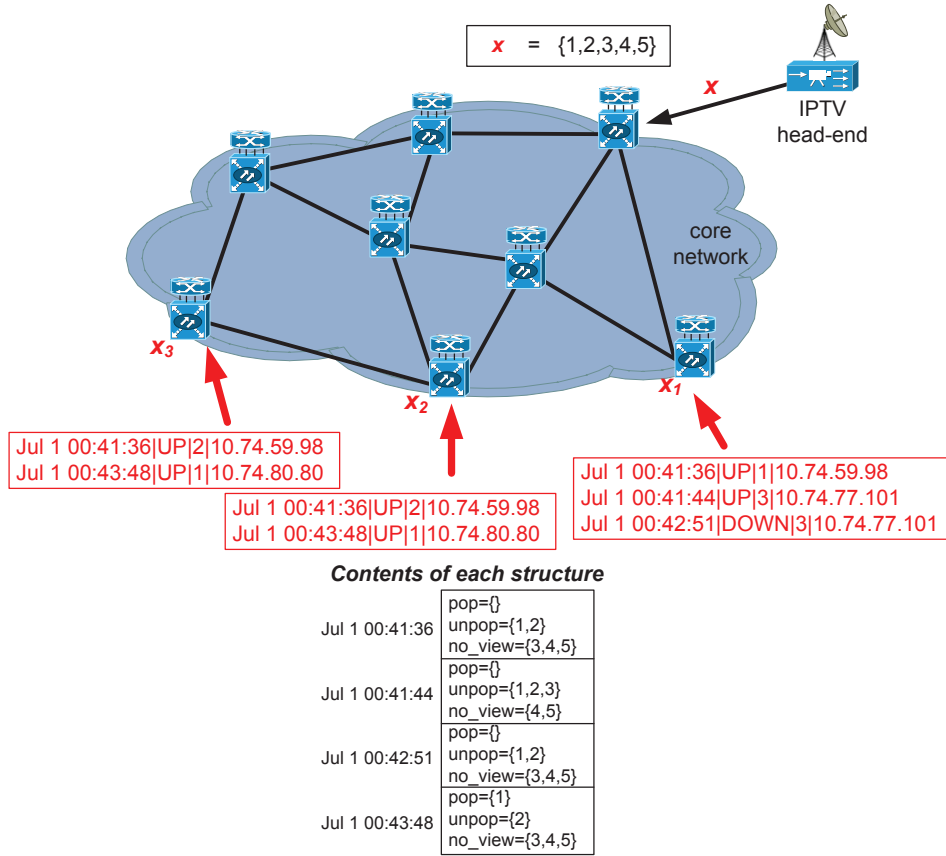 x = {1,2,3,4,5}
x
IPTV
head-end
core
network
x3
x2
x1
Jul 1 00:41:36|UP|2|10.74.59.98
Jul 1 00:43:48|UP|1|10.74.80.80
Jul 1 00:41:36|UP|2|10.74.59.98
Jul 1 00:43:48|UP|1|10.74.80.80
Jul 1 00:41:36|UP|1|10.74.59.98
Jul 1 00:41:44|UP|3|10.74.77.101
Jul 1 00:42:51|DOWN|3|10.74.77.101
Contents of each structure
Jul 1 00:41:36
pop={}
unpop={1,2}
no_view={3,4,5}
Jul 1 00:41:44
pop={}
unpop={1,2,3}
no_view={4,5}
Jul 1 00:42:51
pop={}
unpop={1,2}
no_view={3,4,5}
Jul 1 00:43:48
pop={1}
unpop={2}
no_view={3,4,5}